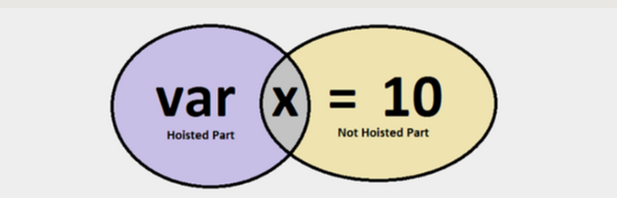 var x = 10
Hoisted Part
Not Hoisted Part